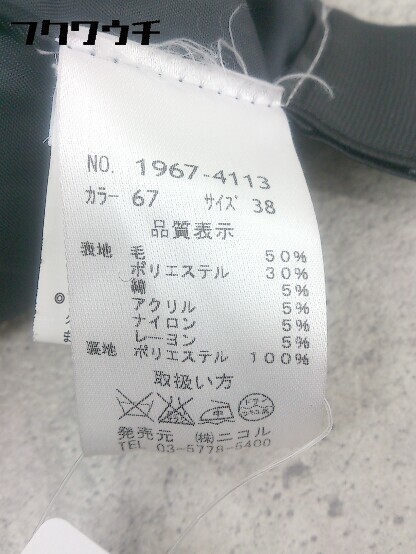 フクウチ
NO. 1967-4113
カラー 67 サイズ 38
品質表示
表地 毛 50%
ポリエステル 30%
綿 5%
アクリル 5%
ナイロン 5%
レーヨン 5%
裏地 ポリエステル 100%
取扱い方
ドライ
発売元 (株)ニコル
TEL 03-5778-5400